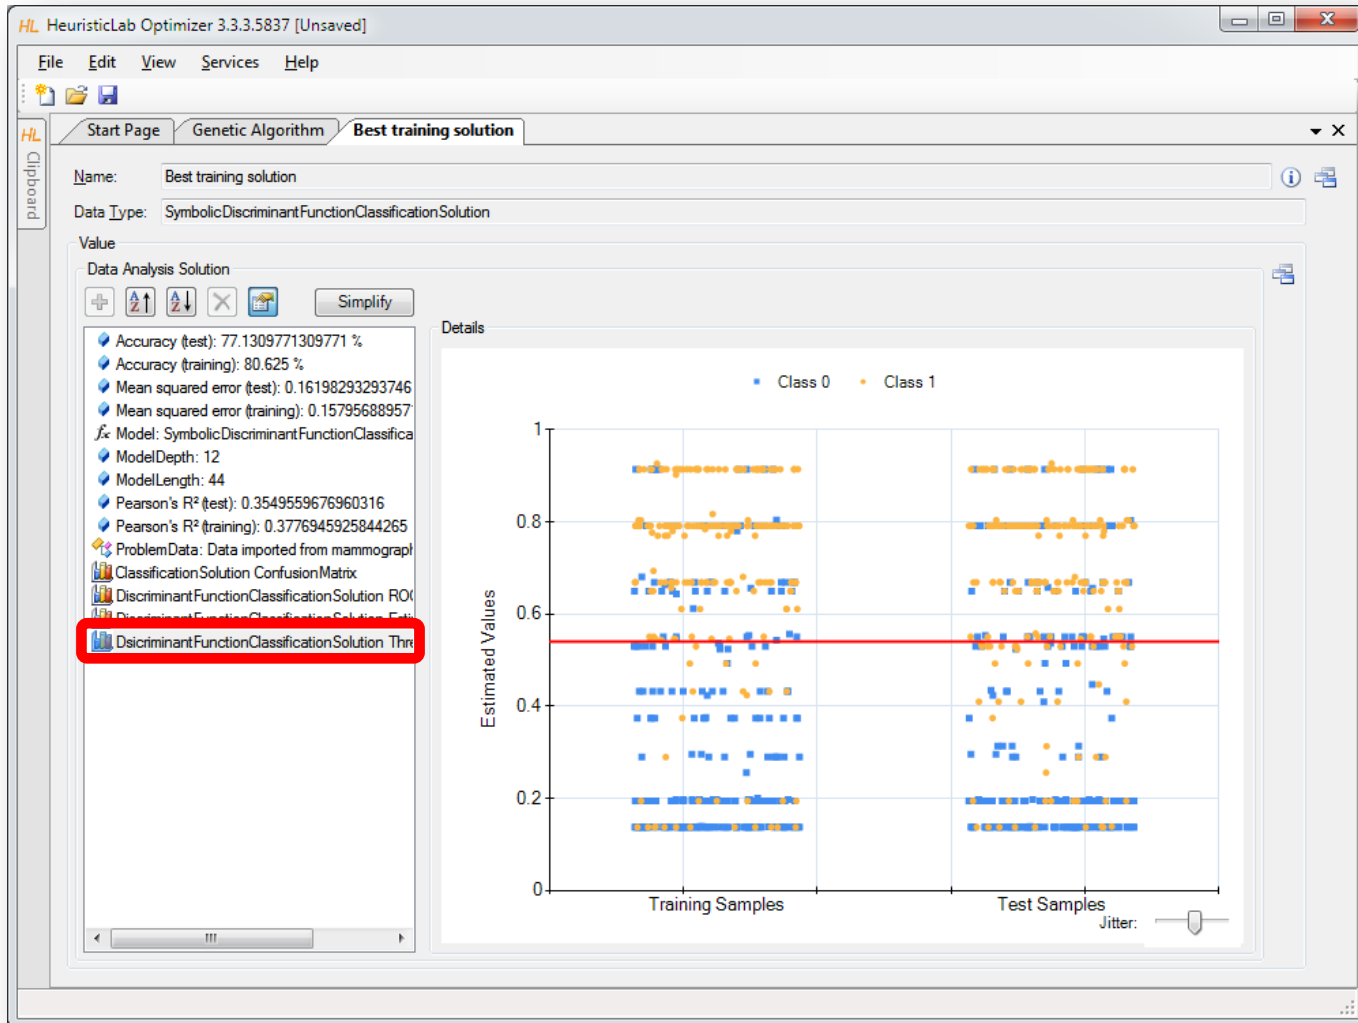 HL HeuristicLab Optimizer 3.3.3.5837 [Unsaved]
File Edit View Services Help
HL Clipboard
Start Page Genetic Algorithm Best training solution
Name: Best training solution
Data Type: SymbolicDiscriminantFunctionClassificationSolution
Value
Data Analysis Solution
Simplify
Accuracy (test): 77.1309771309771 %
Accuracy (training): 80.625 %
Mean squared error (test): 0.16198293293746
Mean squared error (training): 0.15795688957
Model: SymbolicDiscriminantFunctionClassifica
ModelDepth: 12
ModelLength: 44
Pearson's R² (test): 0.3549559676960316
Pearson's R² (training): 0.3776945925844265
ProblemData: Data imported from mammograph
ClassificationSolution ConfusionMatrix
DiscriminantFunctionClassificationSolution ROC
DiscriminantFunctionClassificationSolution Esti
DsicriminantFunctionClassificationSolution Thre
Details
Class 0 Class 1
1
0.8
0.6
0.4
0.2
0
Estimated Values
Training Samples Test Samples
Jitter: